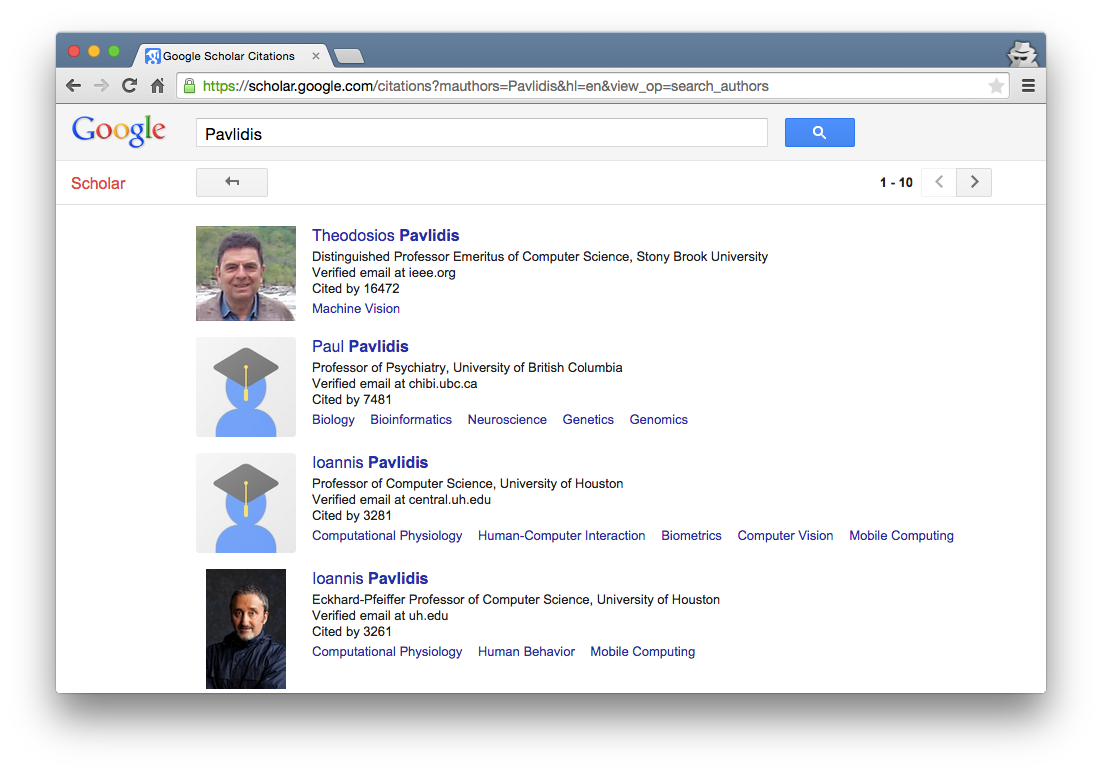 Google Scholar Citations
https://scholar.google.com/citations?mauthors=Pavlidis&hl=en&view_op=search_authors
Google Pavlidis
Scholar 1 - 10
Theodosios Pavlidis
Distinguished Professor Emeritus of Computer Science, Stony Brook University
Verified email at ieee.org
Cited by 16472
Machine Vision
Paul Pavlidis
Professor of Psychiatry, University of British Columbia
Verified email at chibi.ubc.ca
Cited by 7481
Biology Bioinformatics Neuroscience Genetics Genomics
Ioannis Pavlidis
Professor of Computer Science, University of Houston
Verified email at central.uh.edu
Cited by 3281
Computational Physiology Human-Computer Interaction Biometrics Computer Vision Mobile Computing
Ioannis Pavlidis
Eckhard-Pfeiffer Professor of Computer Science, University of Houston
Verified email at uh.edu
Cited by 3261
Computational Physiology Human Behavior Mobile Computing